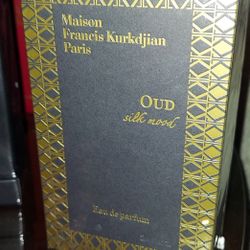 Maison
Francis Kurkdjian
Paris
OUD
silk mood
Eau de parfum